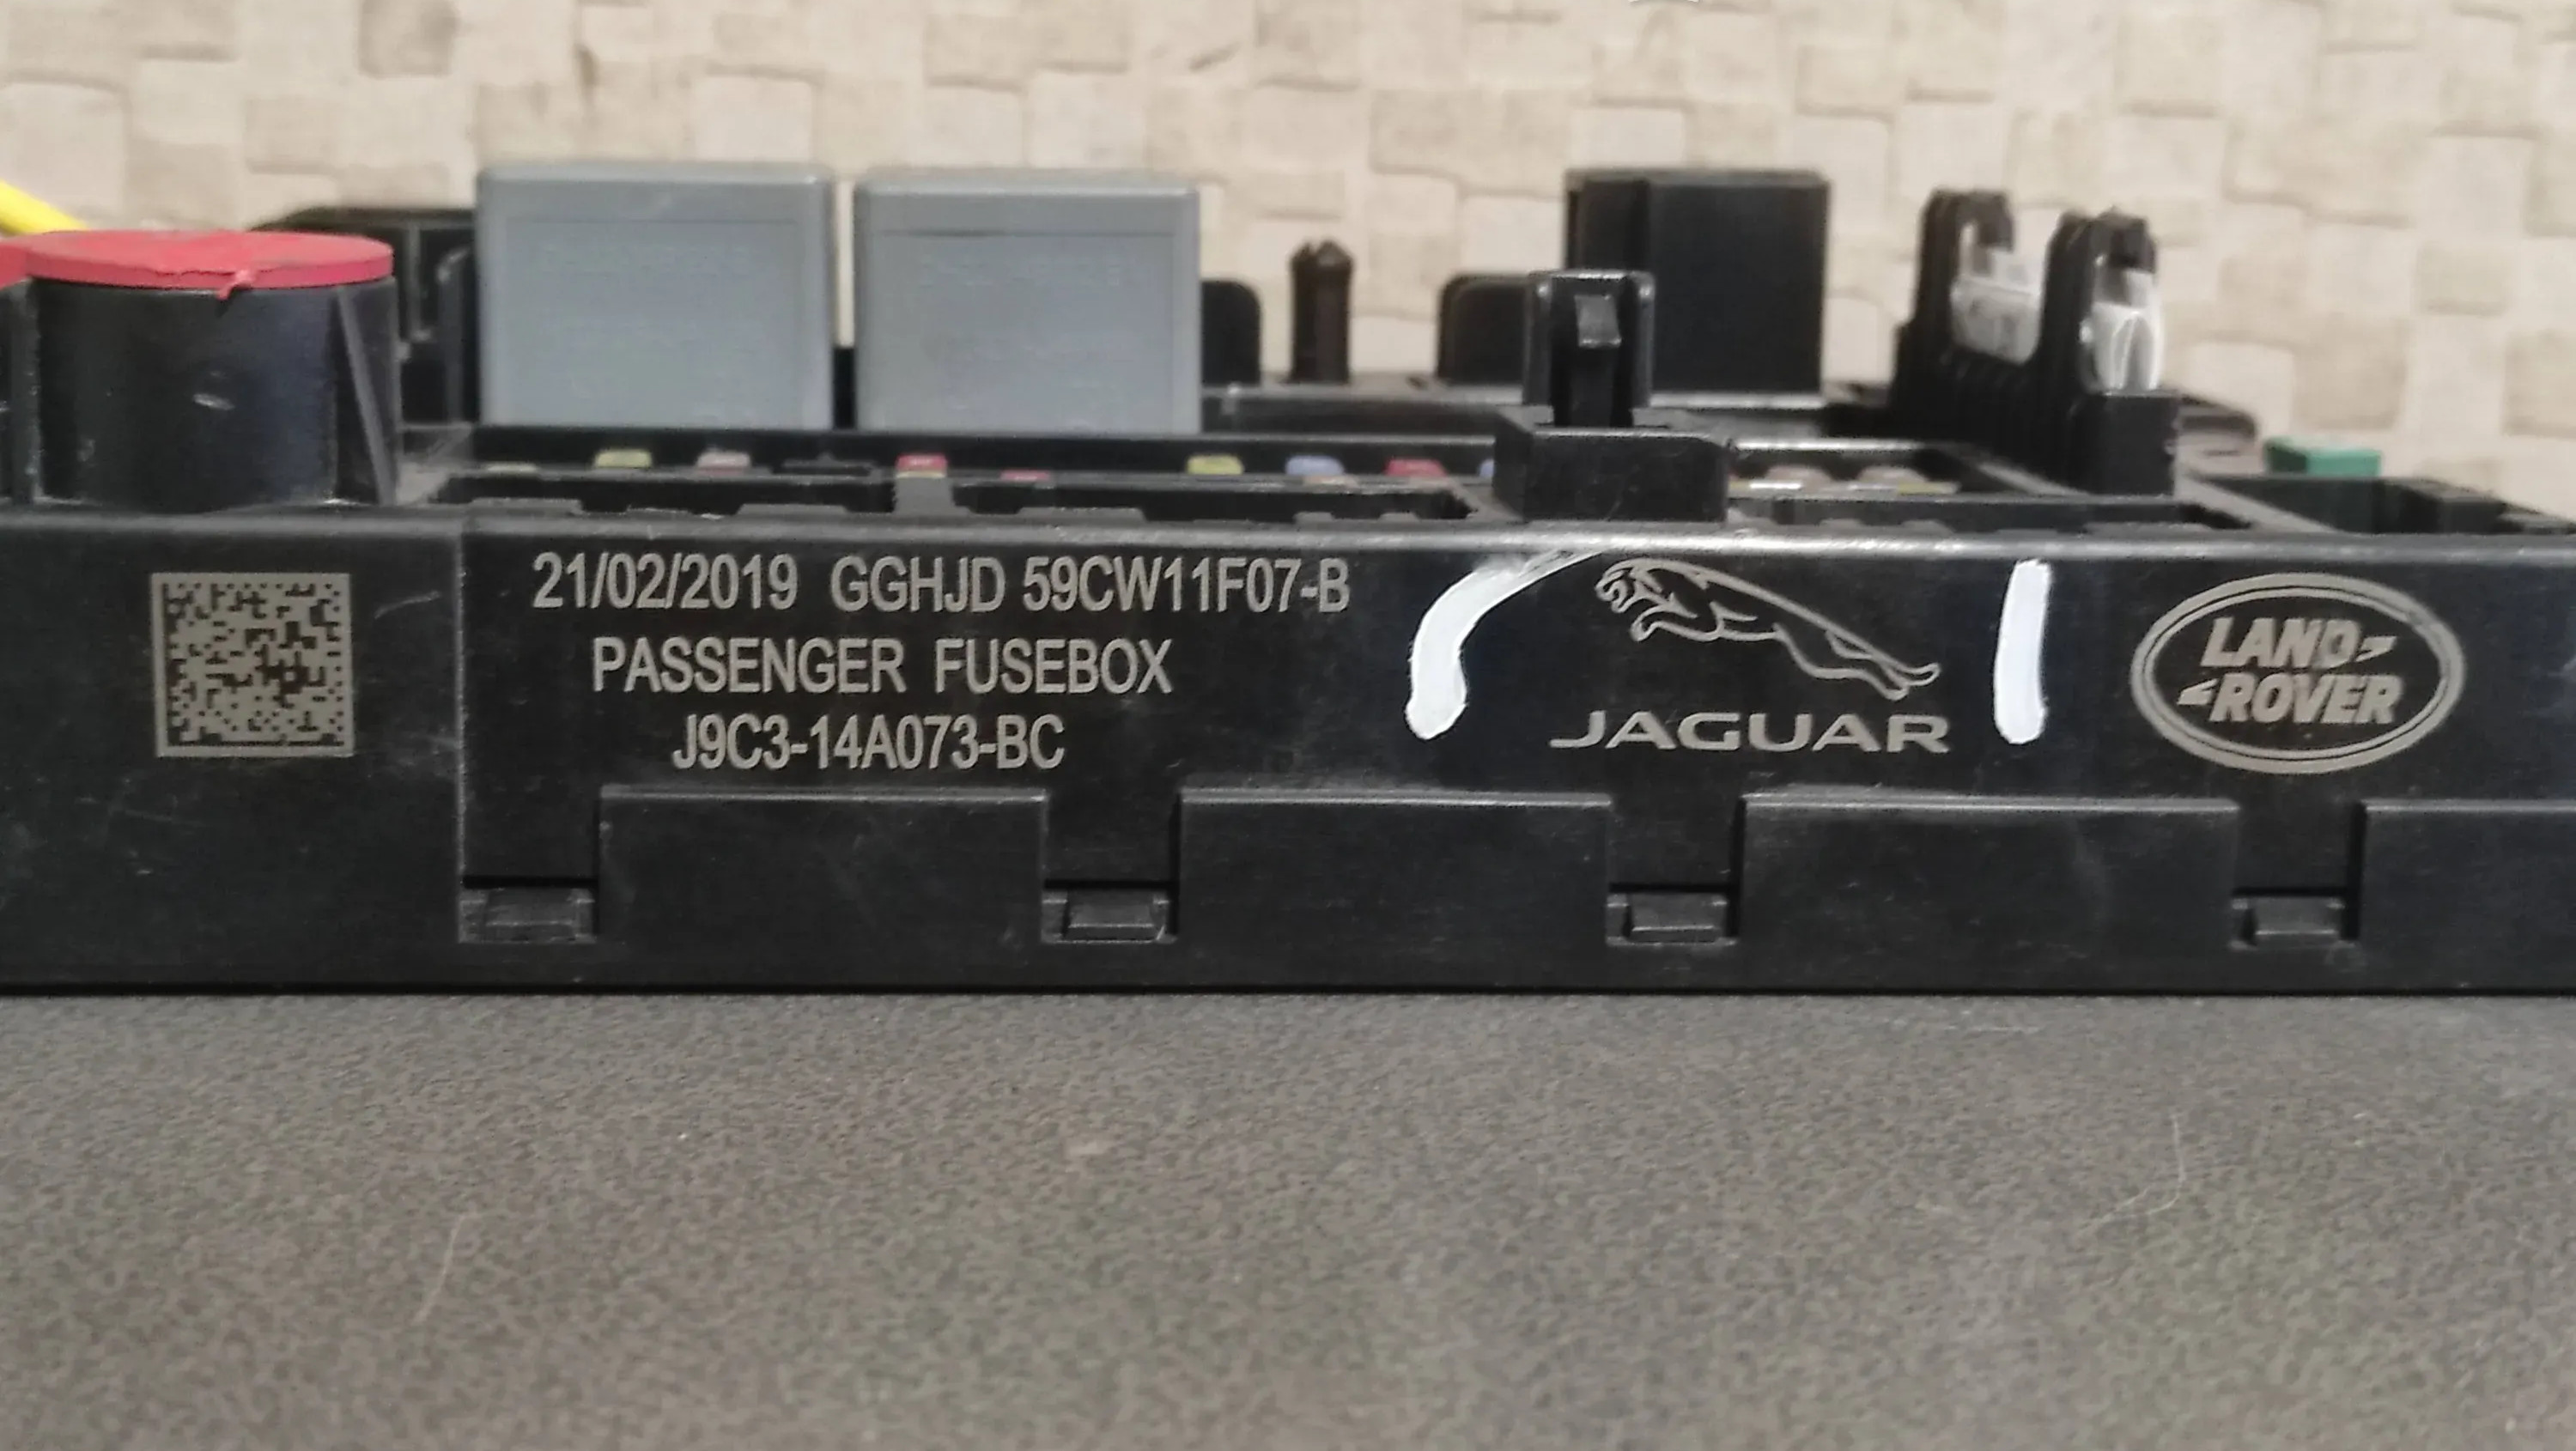 21/02/2019 GGHJD 59CW11F07-B
PASSENGER FUSEBOX
J9C3-14A073-BC
JAGUAR
LAND-
-ROVER